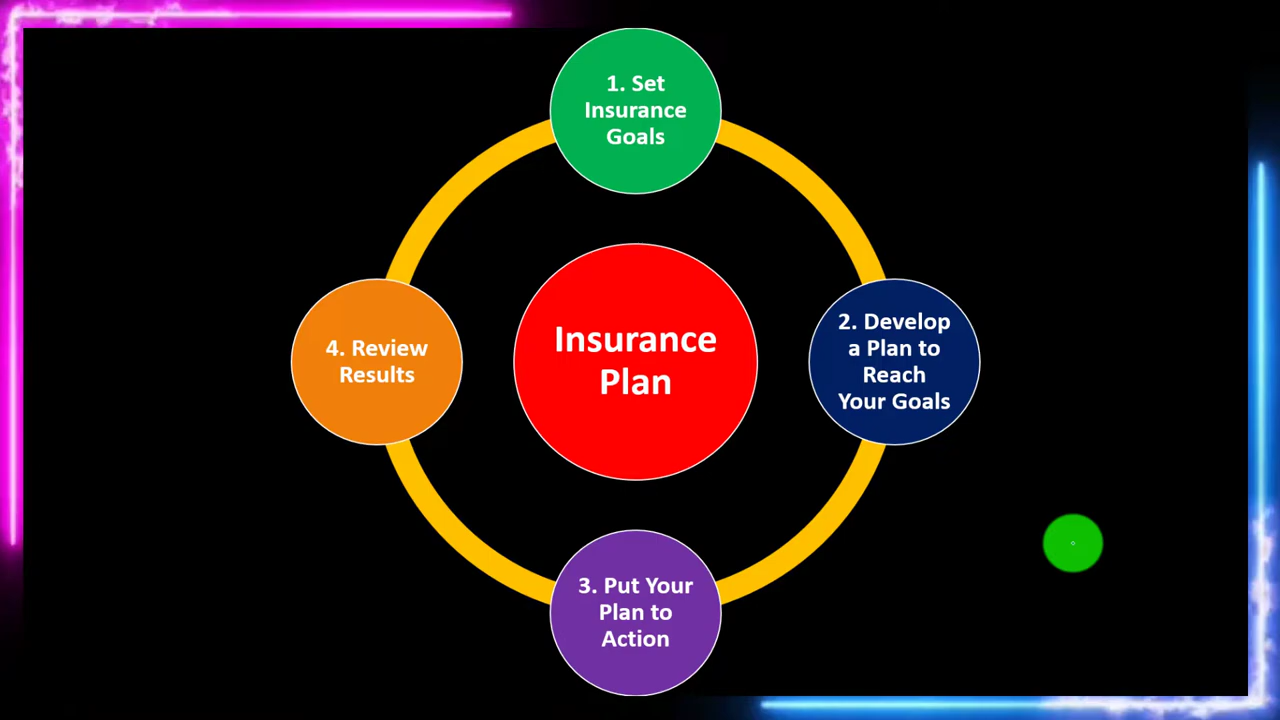 1. Set
Insurance
Goals
2. Develop
a Plan to
Reach
Your Goals
3. Put Your
Plan to
Action
4. Review
Results
Insurance
Plan